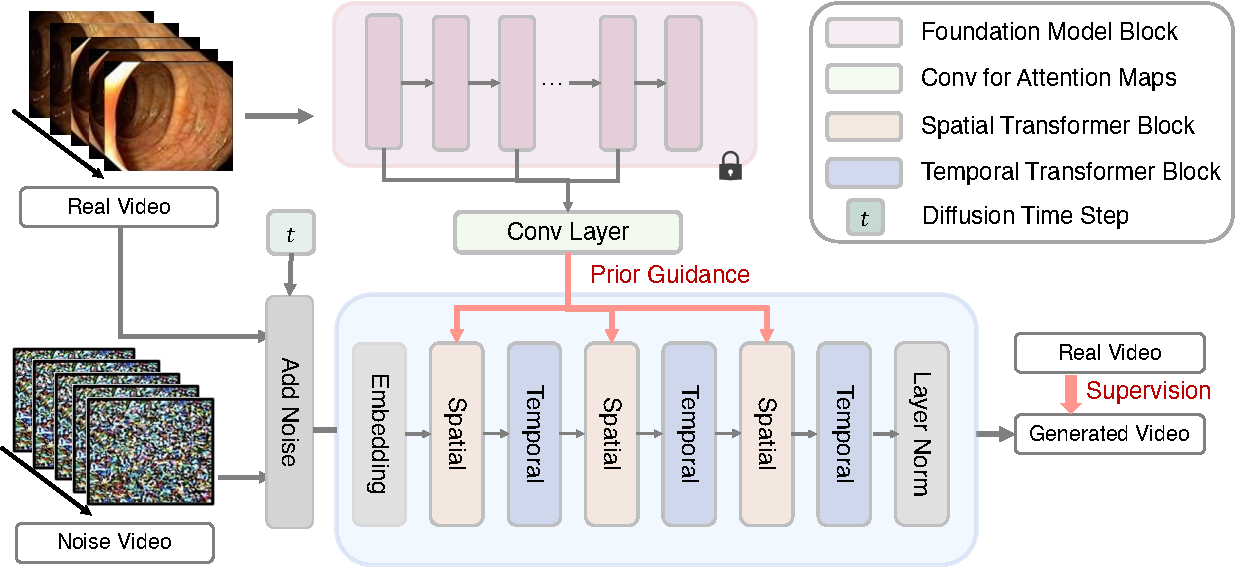 ...
Foundation Model Block
Conv for Attention Maps
Spatial Transformer Block
Temporal Transformer Block
t
Diffusion Time Step
Real Video
t
Conv Layer
Prior Guidance
Add Noise
Embedding
Spatial
Temporal
Spatial
Temporal
Spatial
Temporal
Layer Norm
Real Video
Supervision
Generated Video
Noise Video